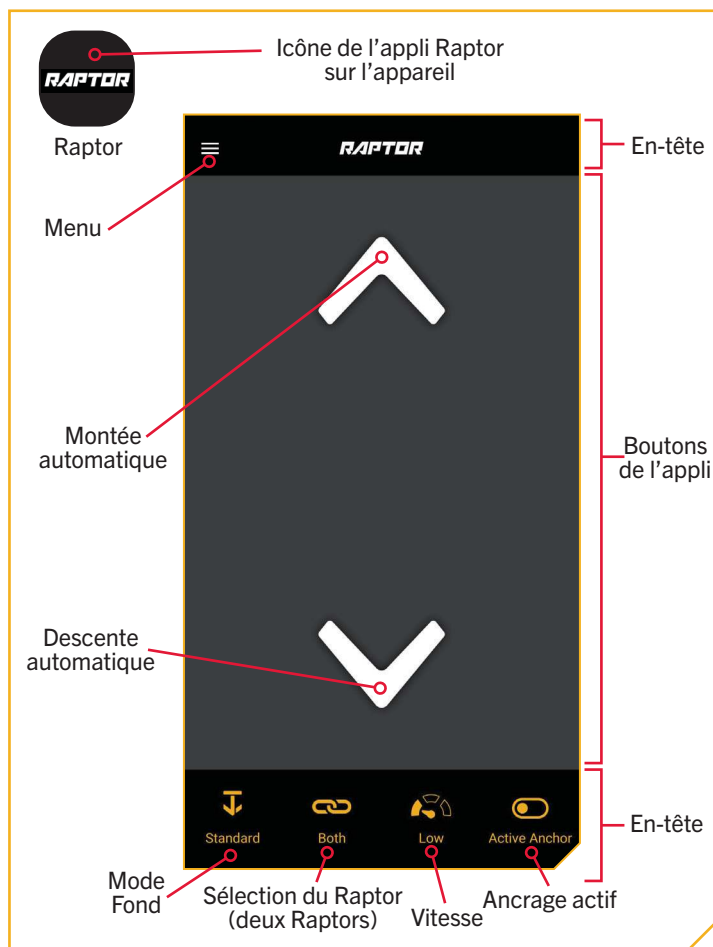 Icône de l'appli Raptor
sur l'appareil
RAPTOR
Raptor
RAPTOR
En-tête
Menu
Montée
automatique
Boutons
de l'appli
Descente
automatique
Standard
Both
Low
Active Anchor
En-tête
Mode
Fond
Sélection du Raptor
(deux Raptors)
Vitesse
Ancrage actif